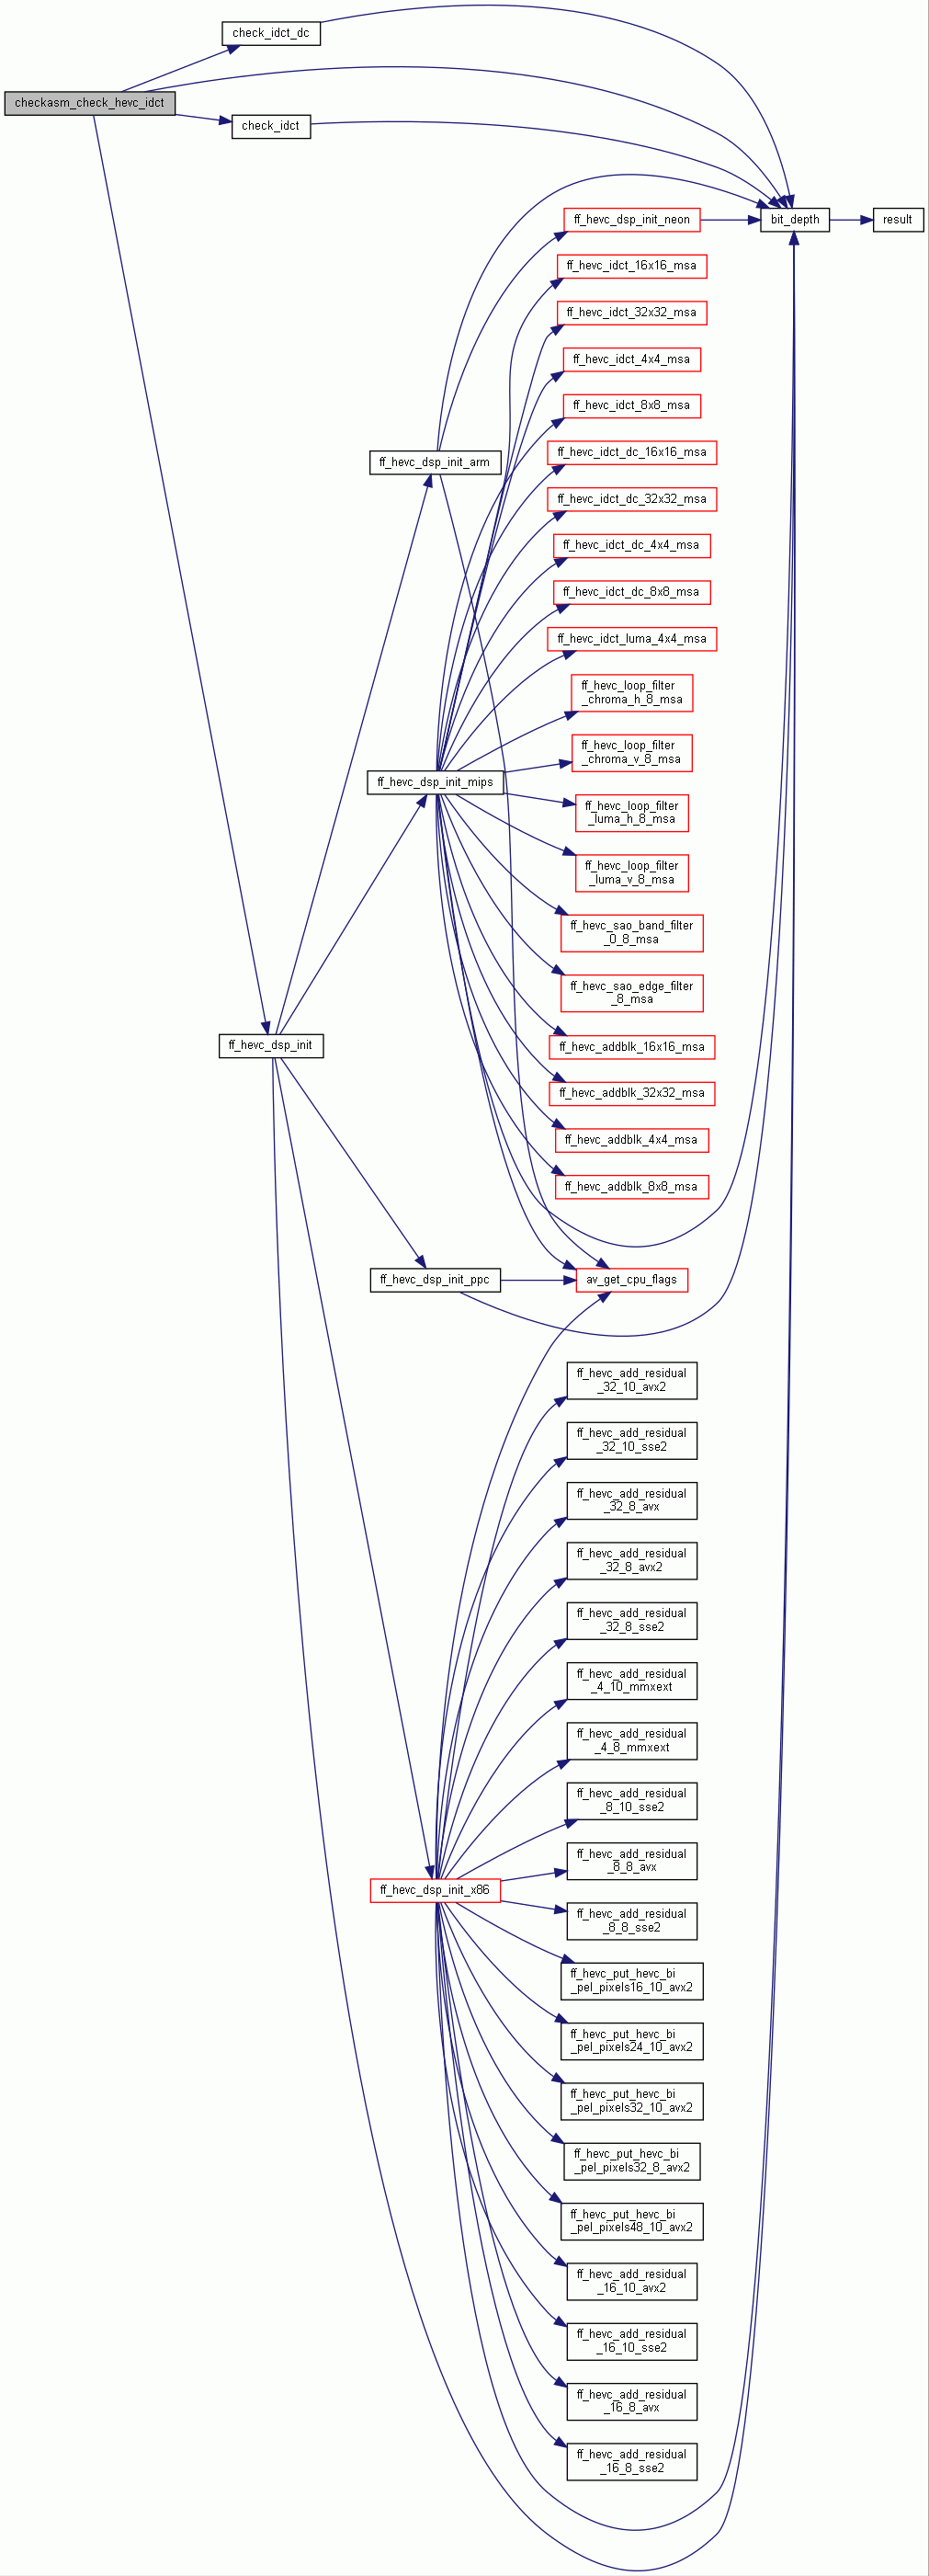 check_idct_dc
checkasm_check_hevc_idct
check_idct
bit_depth
result
ff_hevc_dsp_init_neon
ff_hevc_idct_16x16_msa
ff_hevc_idct_32x32_msa
ff_hevc_idct_4x4_msa
ff_hevc_idct_8x8_msa
ff_hevc_dsp_init_arm
ff_hevc_idct_dc_16x16_msa
ff_hevc_idct_dc_32x32_msa
ff_hevc_idct_dc_4x4_msa
ff_hevc_idct_dc_8x8_msa
ff_hevc_idct_luma_4x4_msa
ff_hevc_loop_filter
_chroma_h_8_msa
ff_hevc_loop_filter
_chroma_v_8_msa
ff_hevc_dsp_init_mips
ff_hevc_loop_filter
_luma_h_8_msa
ff_hevc_loop_filter
_luma_v_8_msa
ff_hevc_sao_band_filter
_0_8_msa
ff_hevc_sao_edge_filter
_8_msa
ff_hevc_dsp_init
ff_hevc_addblk_16x16_msa
ff_hevc_addblk_32x32_msa
ff_hevc_addblk_4x4_msa
ff_hevc_addblk_8x8_msa
ff_hevc_dsp_init_ppc
av_get_cpu_flags
ff_hevc_add_residual
_32_10_avx2
ff_hevc_add_residual
_32_10_sse2
ff_hevc_add_residual
_32_8_avx
ff_hevc_add_residual
_32_8_avx2
ff_hevc_add_residual
_32_8_sse2
ff_hevc_add_residual
_4_10_mmxext
ff_hevc_add_residual
_4_8_mmxext
ff_hevc_add_residual
_8_10_sse2
ff_hevc_add_residual
_8_8_avx
ff_hevc_dsp_init_x86
ff_hevc_add_residual
_8_8_sse2
ff_hevc_put_hevc_bi
_pel_pixels16_10_avx2
ff_hevc_put_hevc_bi
_pel_pixels24_10_avx2
ff_hevc_put_hevc_bi
_pel_pixels32_10_avx2
ff_hevc_put_hevc_bi
_pel_pixels32_8_avx2
ff_hevc_put_hevc_bi
_pel_pixels48_10_avx2
ff_hevc_add_residual
_16_10_avx2
ff_hevc_add_residual
_16_10_sse2
ff_hevc_add_residual
_16_8_avx
ff_hevc_add_residual
_16_8_sse2